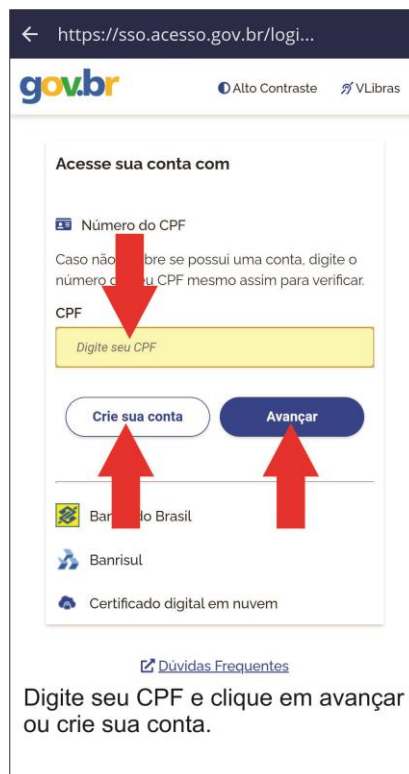 https://sso.acesso.gov.br/logi...
gov.br
Alto Contraste
VLibras
Acesse sua conta com
Número do CPF
Caso não se possui uma conta, digite o
número CPF mesmo assim para verificar.
CPF
Digite seu CPF
Crie sua conta
Avançar
do Brasil
Banrisul
Certificado digital em nuvem
Dúvidas Frequentes
Digite seu CPF e clique em avançar
ou crie sua conta.